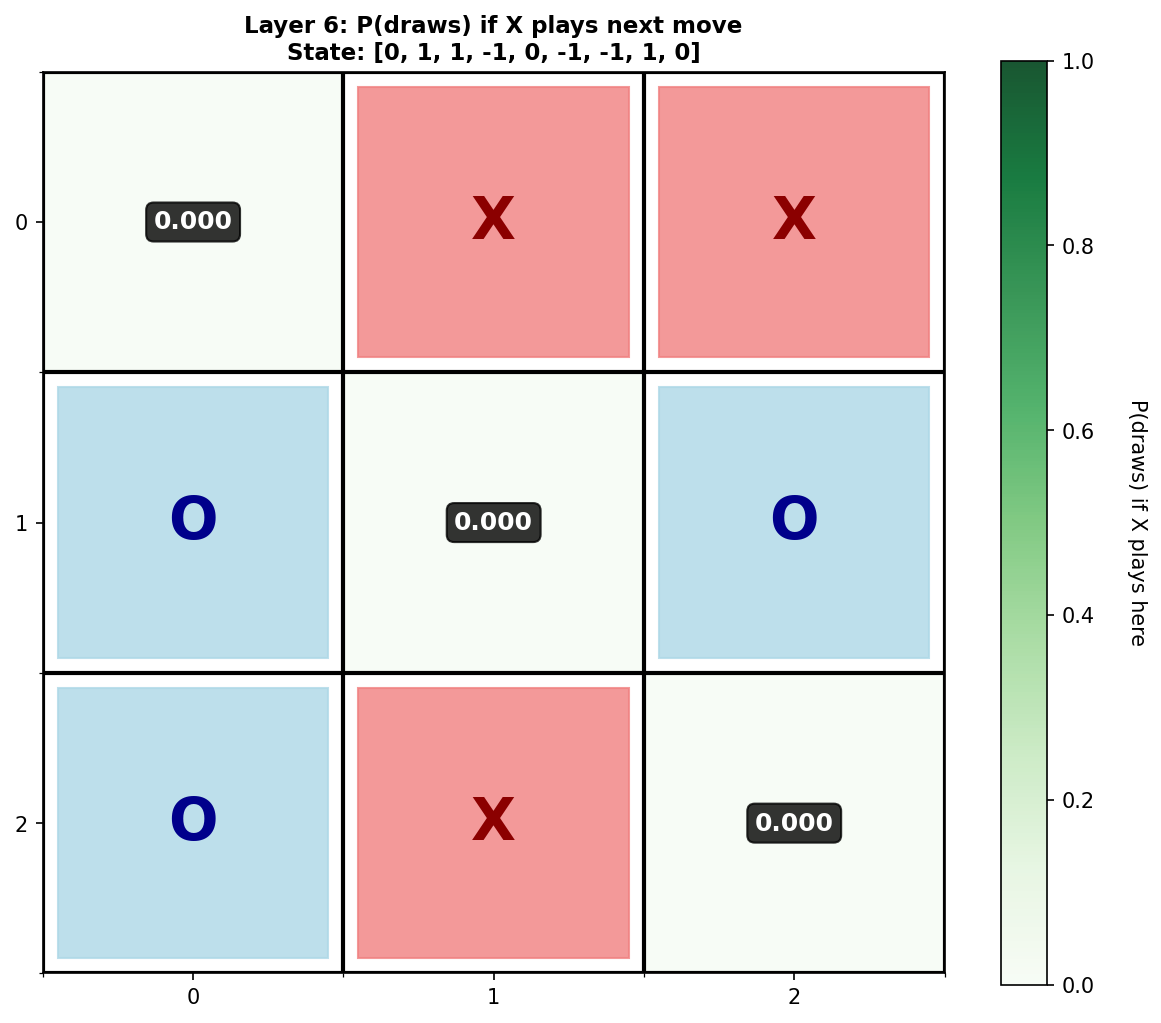 Layer 6: P(draws) if X plays next move
State: [0, 1, 1, -1, 0, -1, -1, 1, 0]
0
0.000
X
X
1
O
0.000
O
2
O
X
0.000
0
1
2
1.0
0.8
0.6
0.4
0.2
0.0
P(draws) if X plays here